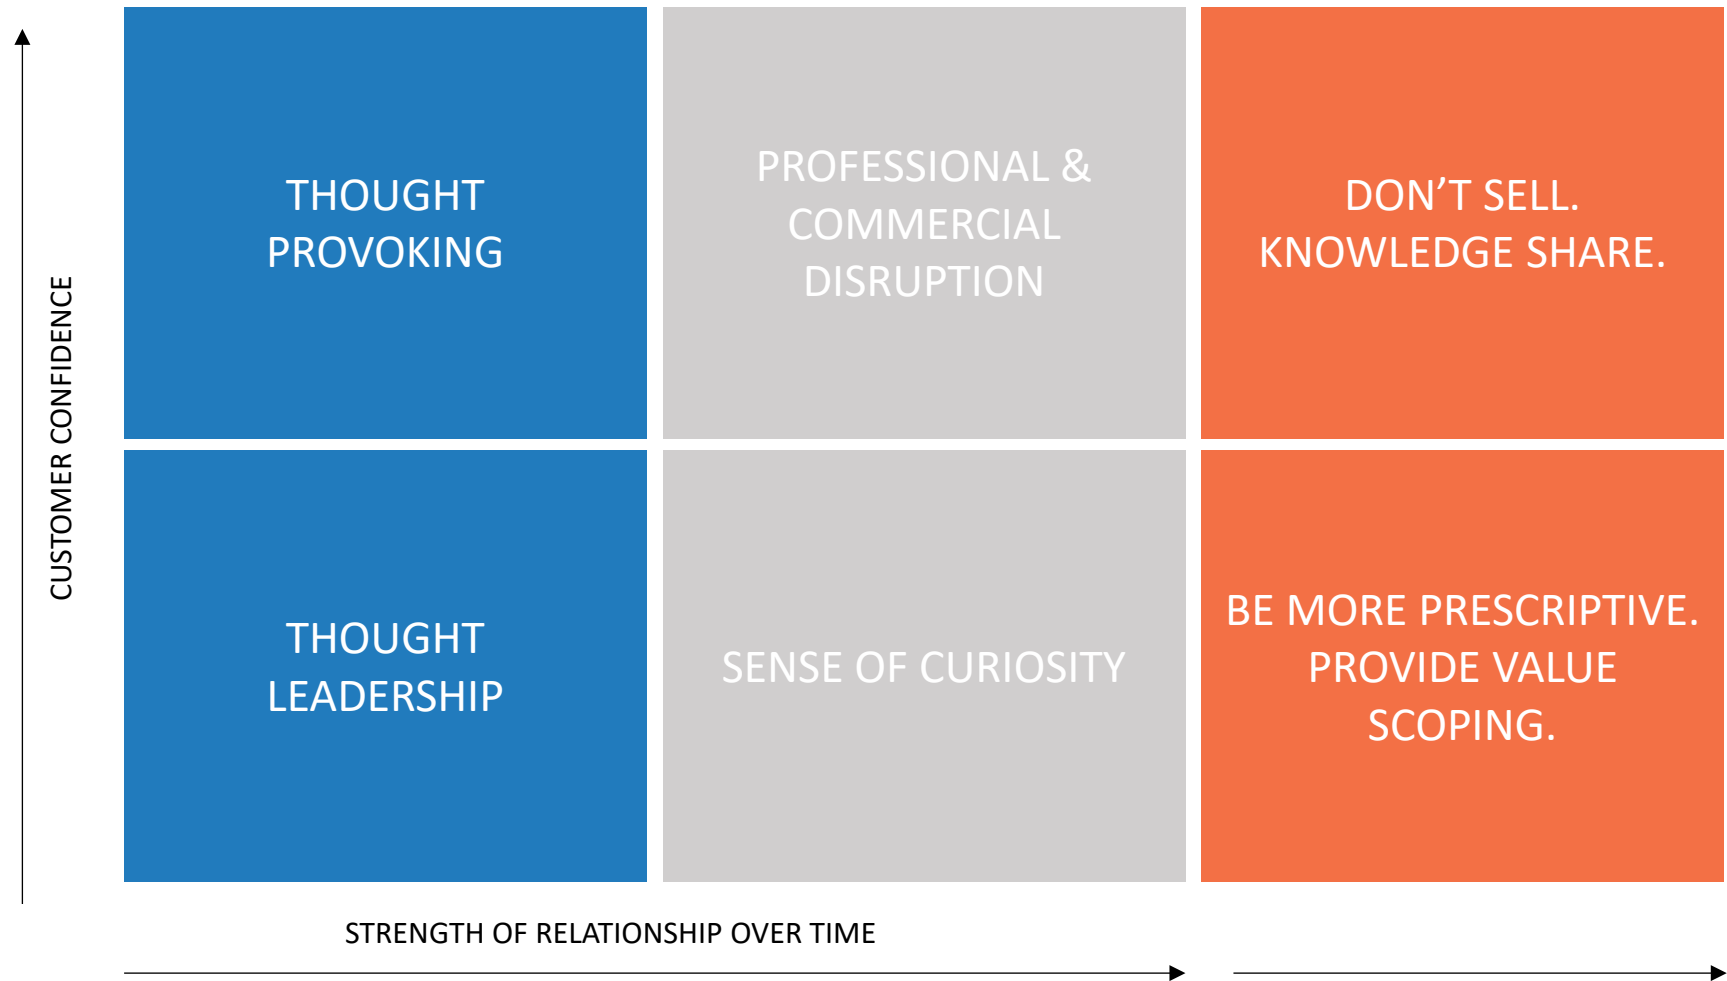 CUSTOMER CONFIDENCE
THOUGHT
PROVOKING
PROFESSIONAL &
COMMERCIAL
DISRUPTION
DON’T SELL.
KNOWLEDGE SHARE.
THOUGHT
LEADERSHIP
SENSE OF CURIOSITY
BE MORE PRESCRIPTIVE.
PROVIDE VALUE
SCOPING.
STRENGTH OF RELATIONSHIP OVER TIME